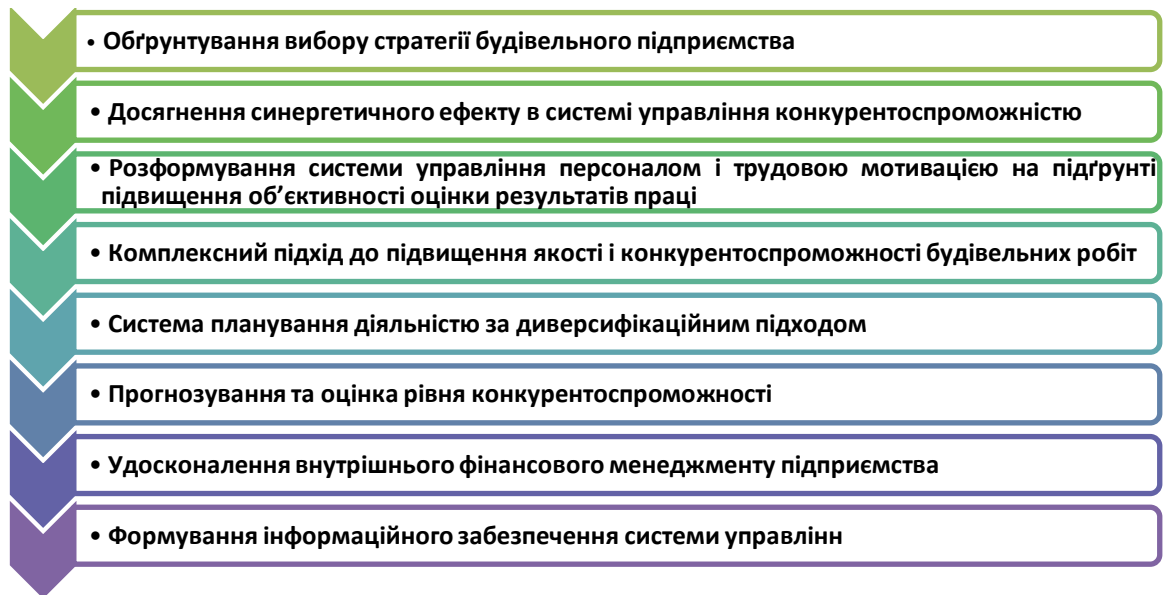 • Обґрунтування вибору стратегії будівельного підприємства
• Досягнення синергетичного ефекту в системі управління конкурентоспроможністю
• Розформування системи управління персоналом і трудовою мотивацією на підґрунті
підвищення об’єктивності оцінки результатів праці
• Комплексний підхід до підвищення якості і конкурентоспроможності будівельних робіт
• Система планування діяльністю за диверсифікаційним підходом
• Прогнозування та оцінка рівня конкурентоспроможності
• Удосконалення внутрішнього фінансового менеджменту підприємства
• Формування інформаційного забезпечення системи управлінн